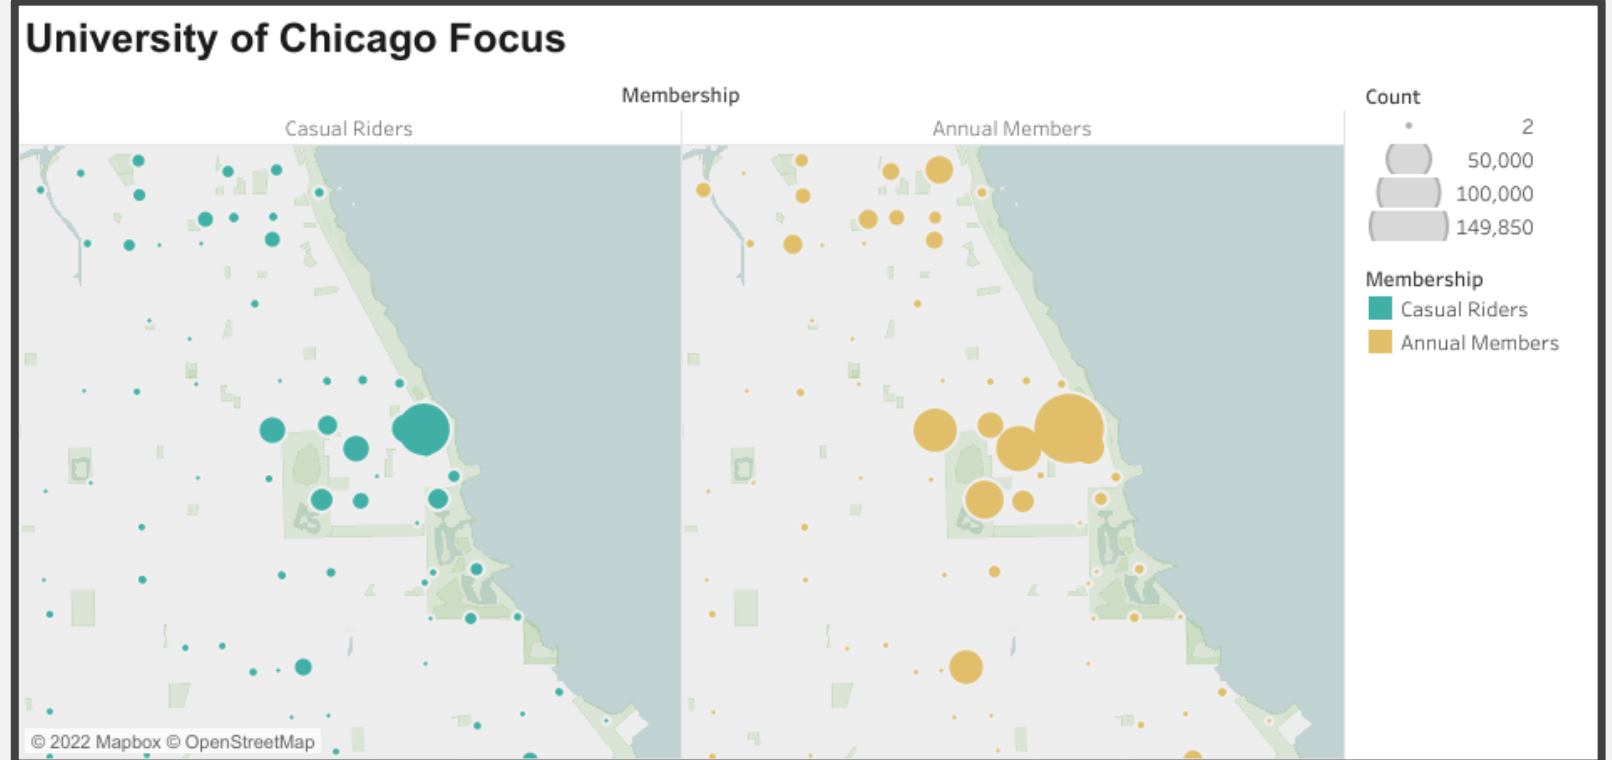 University of Chicago Focus
Membership
Casual Riders
Annual Members
© 2022 Mapbox © OpenStreetMap
Count
2
50,000
100,000
149,850
Membership
Casual Riders
Annual Members